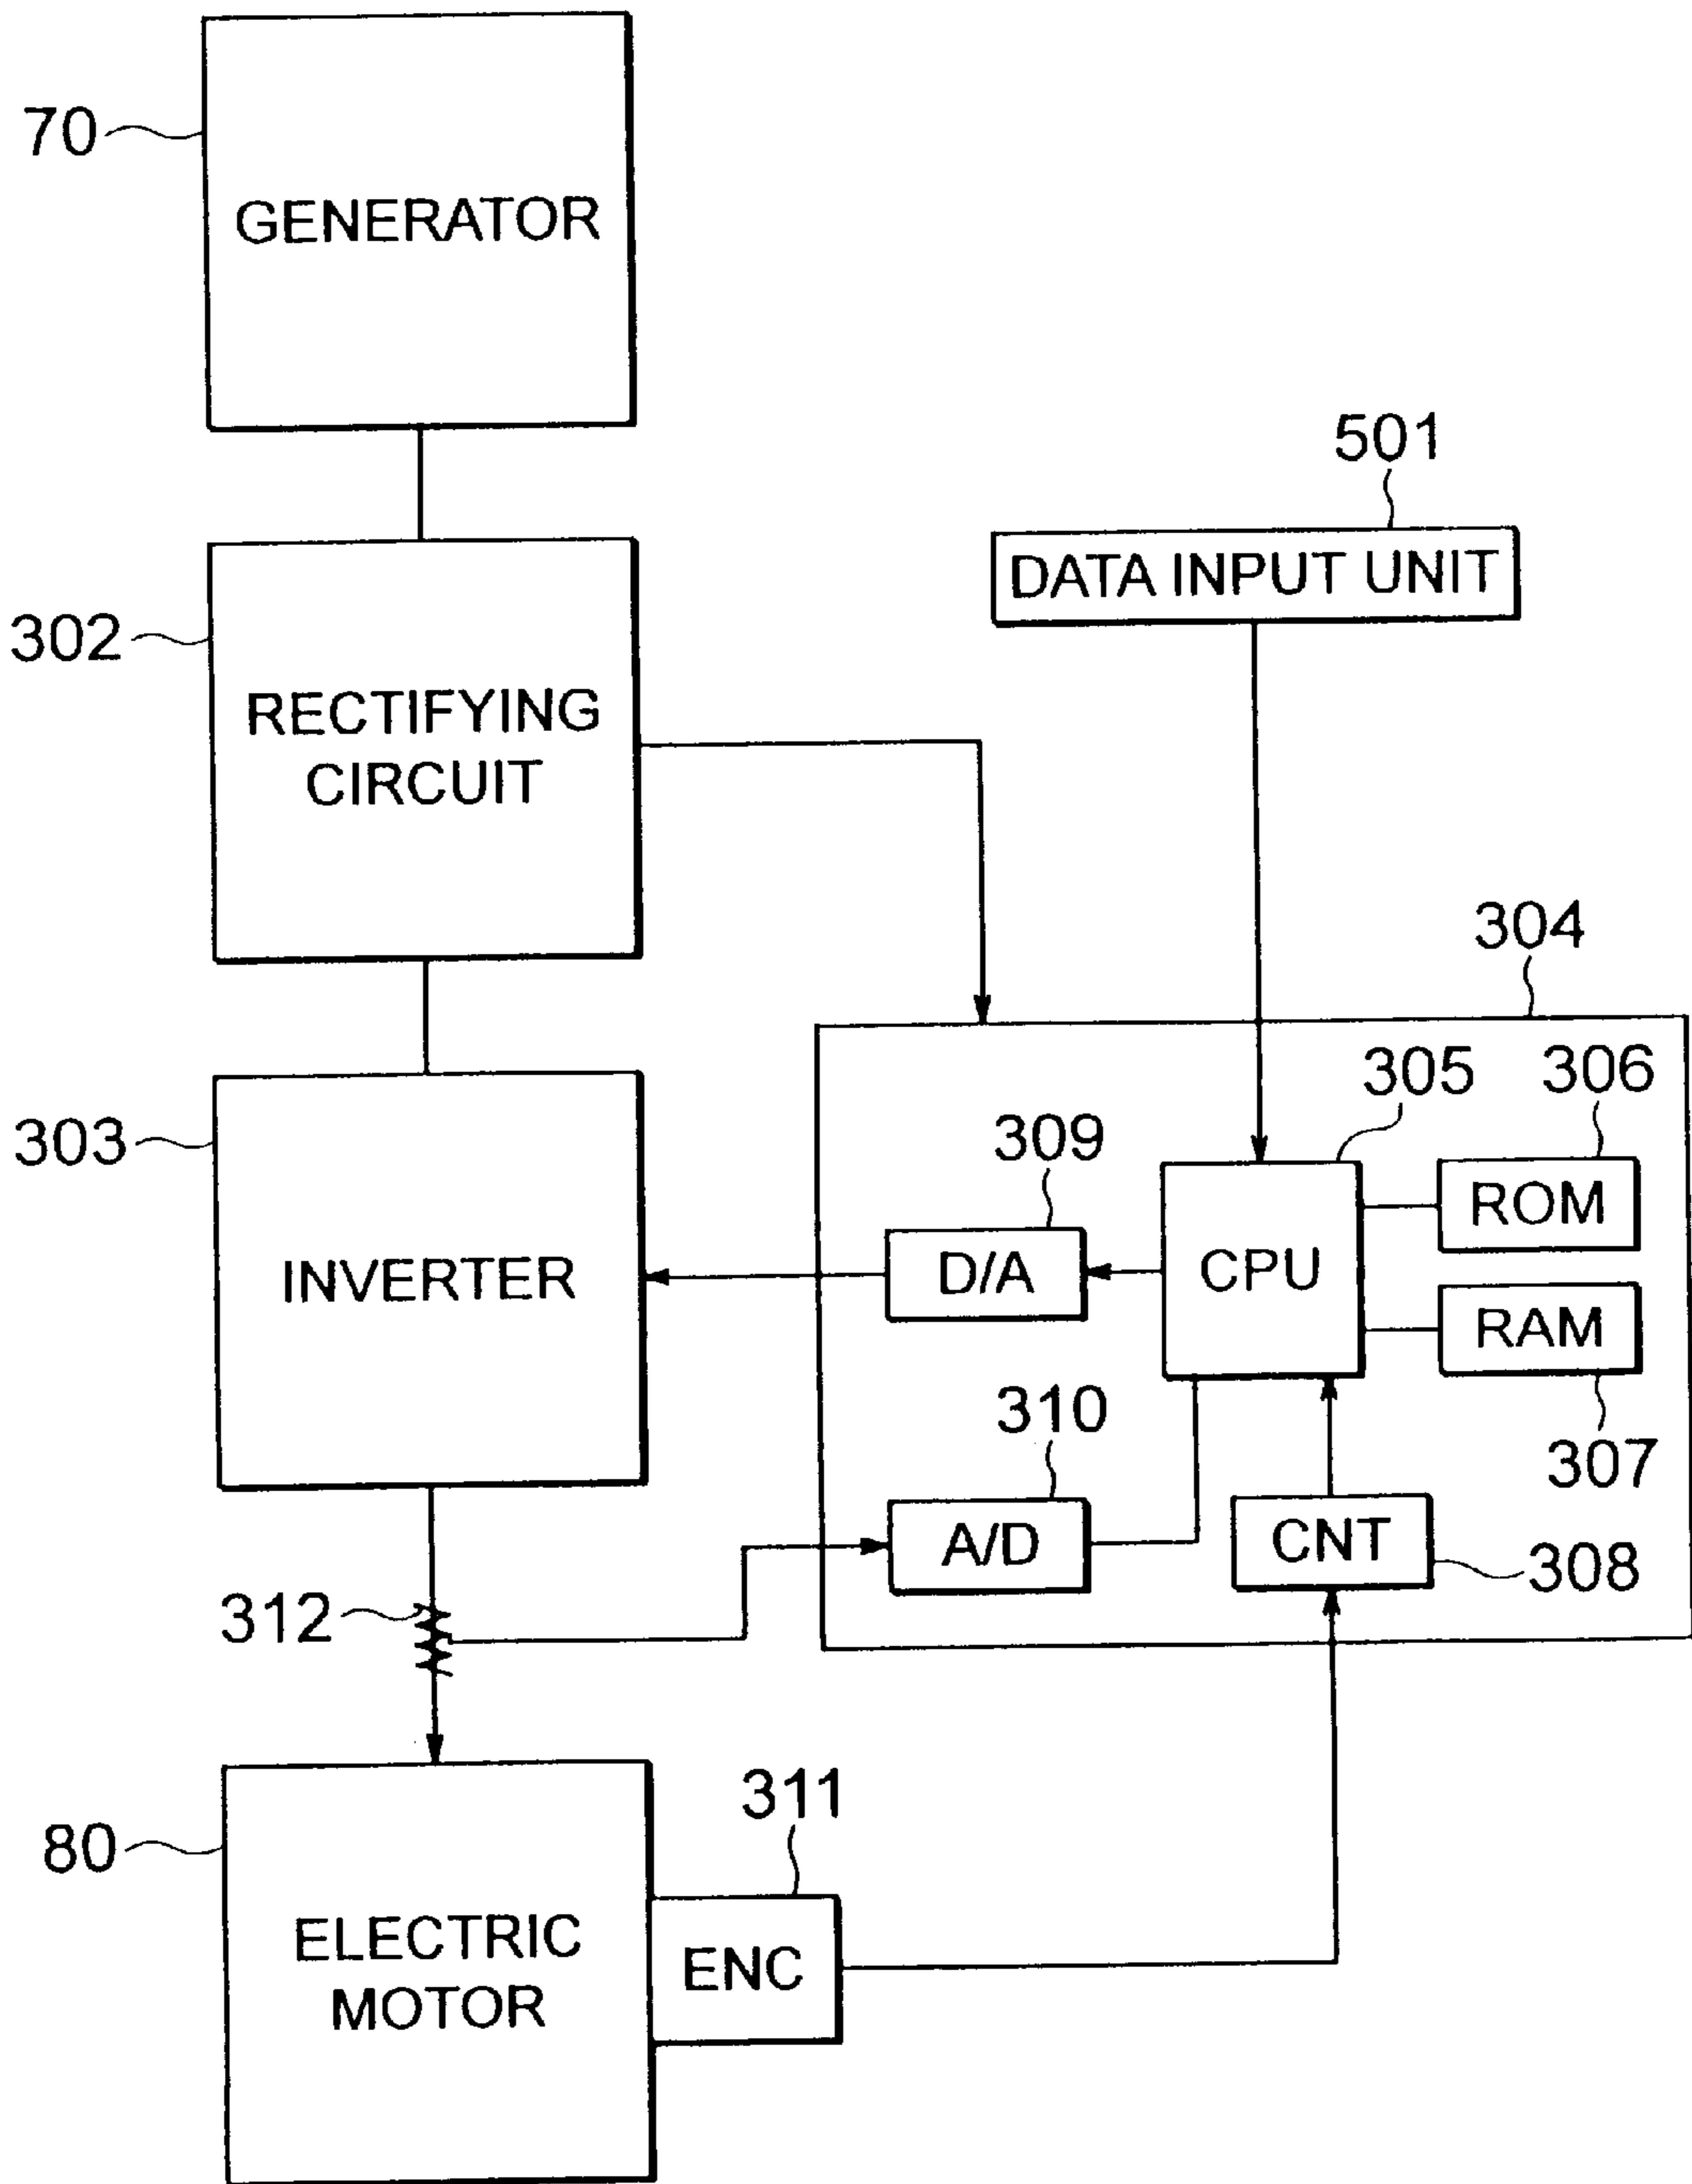 70
GENERATOR
501
DATA INPUT UNIT
302
RECTIFYING
CIRCUIT
304
305
306
303
309
ROM
INVERTER
D/A
CPU
RAM
310
307
A/D
CNT
308
312
311
80
ELECTRIC
MOTOR
ENC